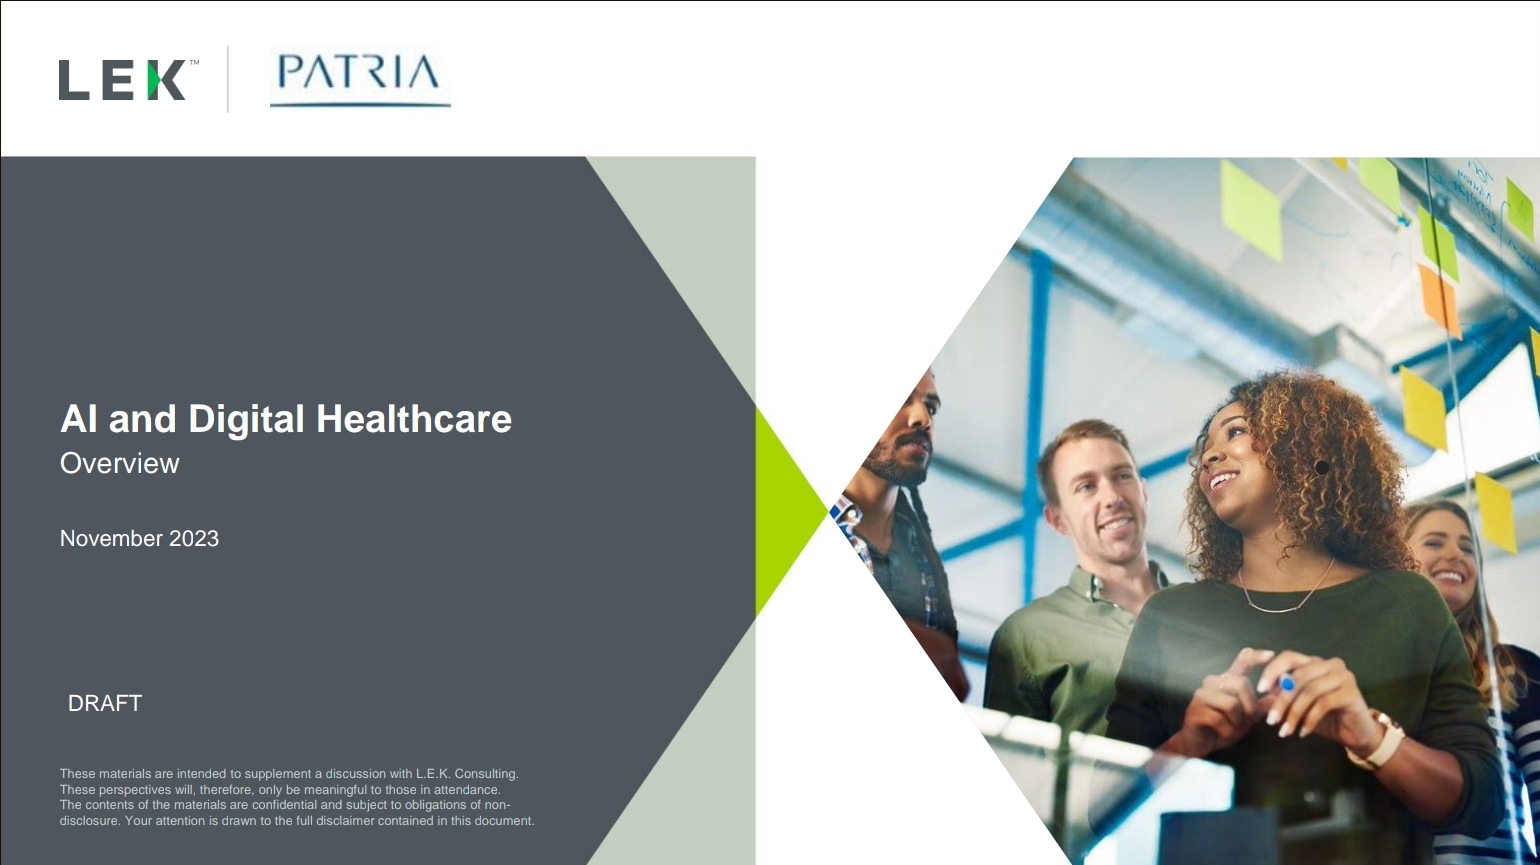 LEK™
PATRIA
AI and Digital Healthcare
Overview
November 2023
DRAFT
These materials are intended to supplement a discussion with L.E.K. Consulting.
These perspectives will, therefore, only be meaningful to those in attendance.
The contents of the materials are confidential and subject to obligations of non-
disclosure. Your attention is drawn to the full disclaimer contained in this document.